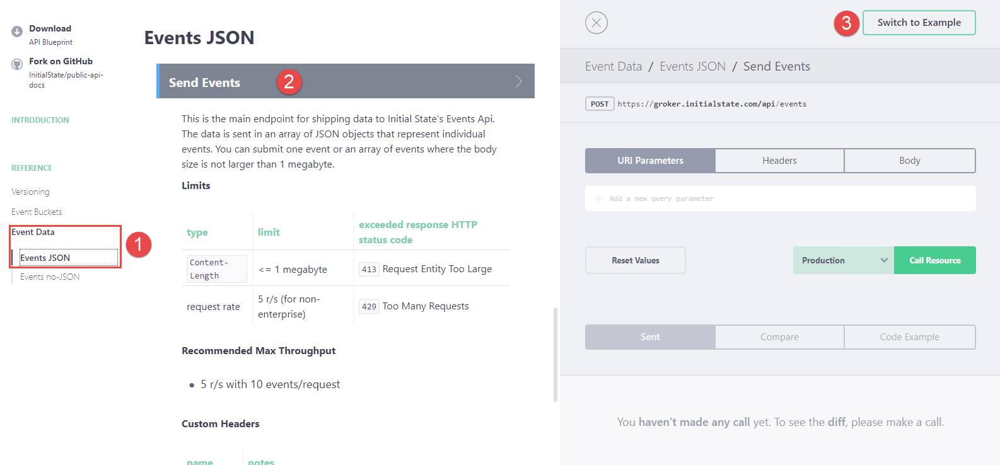 Download
API Blueprint
Fork on GitHub
InitialState/public-api-
docs
INTRODUCTION
REFERENCE
Versioning
Event Buckets
Event Data
Events JSON
1
Events no-JSON
Events JSON
Send Events 2
This is the main endpoint for shipping data to Initial State's Events Api.
The data is sent in an array of JSON objects that represent individual
events. You can submit one event or an array of events where the body
size is not larger than 1 megabyte.
Limits
type limit exceeded response HTTP
status code
Content-
Length
<= 1 megabyte
413 Request Entity Too Large
request rate
5 r/s (for non-
enterprise)
429 Too Many Requests
Recommended Max Throughput
• 5 r/s with 10 events/request
Custom Headers
name notes
3 Switch to Example
Event Data / Events JSON / Send Events
POST https://groker.initialstate.com/api/events
URI Parameters Headers Body
+ Add a new query parameter
Reset Values Production Call Resource
Sent Compare Code Example
You haven’t made any call yet. To see the diff, please make a call.